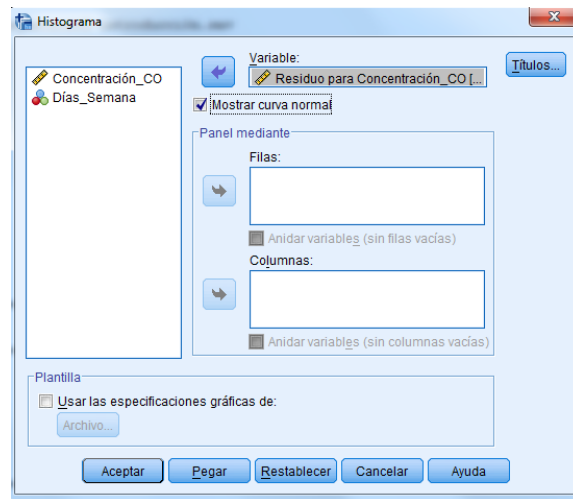 Histograma
Variable:
Concentración_CO
Días_Semana
Residuo para Concentración_CO [...
Títulos...
Mostrar curva normal
Panel mediante
Filas:
Anidar variables (sin filas vacías)
Columnas:
Anidar variables (sin columnas vacías)
Plantilla
Usar las especificaciones gráficas de:
Archivo...
Aceptar Pegar Restablecer Cancelar Ayuda